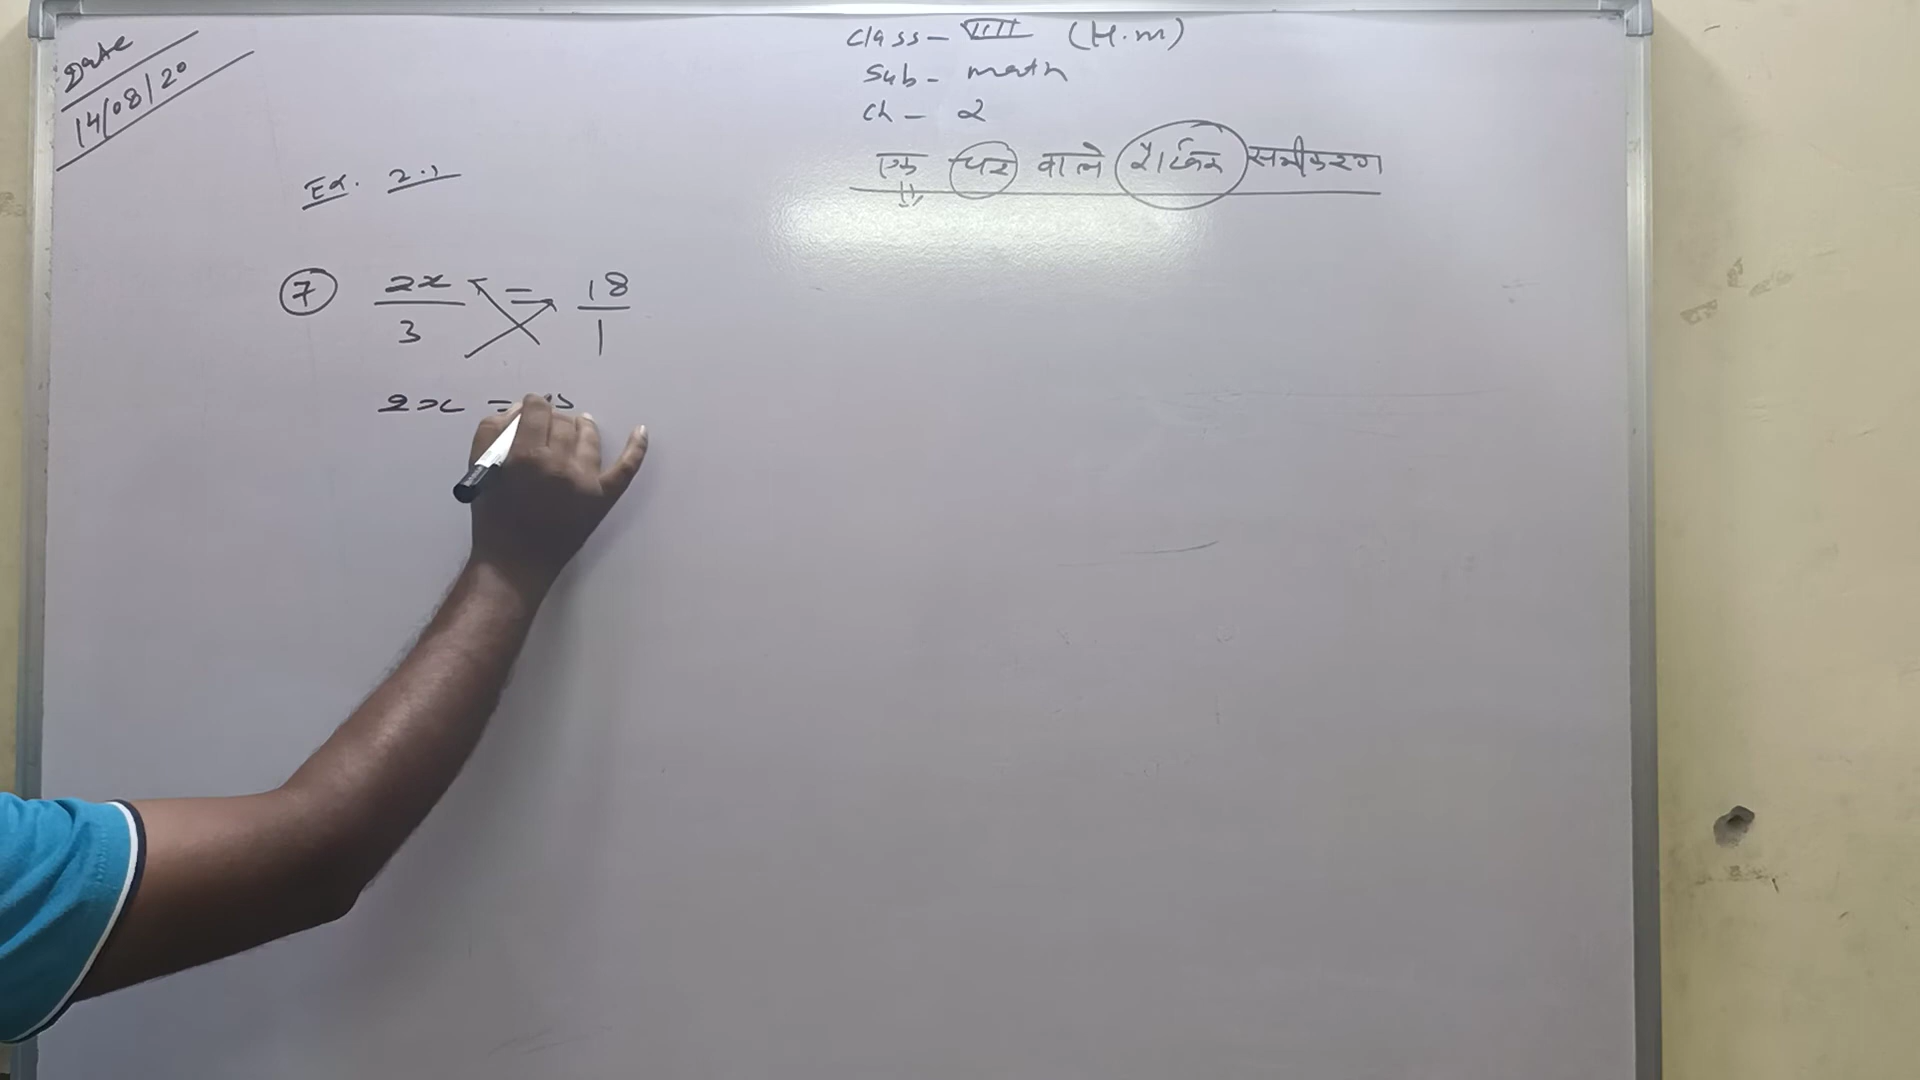 Date
14/08/20
Class - VIII (H.M)
Sub - math
Ch - 2
एक चर वाले रैखिक समीकरण
Ex. 2.1
7 2x/3 = 18/1
2x =